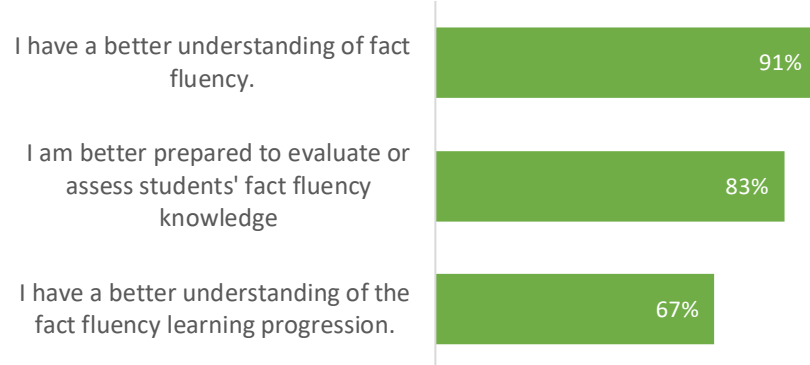 I have a better understanding of fact
fluency.
91%
I am better prepared to evaluate or
assess students' fact fluency
knowledge
83%
I have a better understanding of the
fact fluency learning progression.
67%